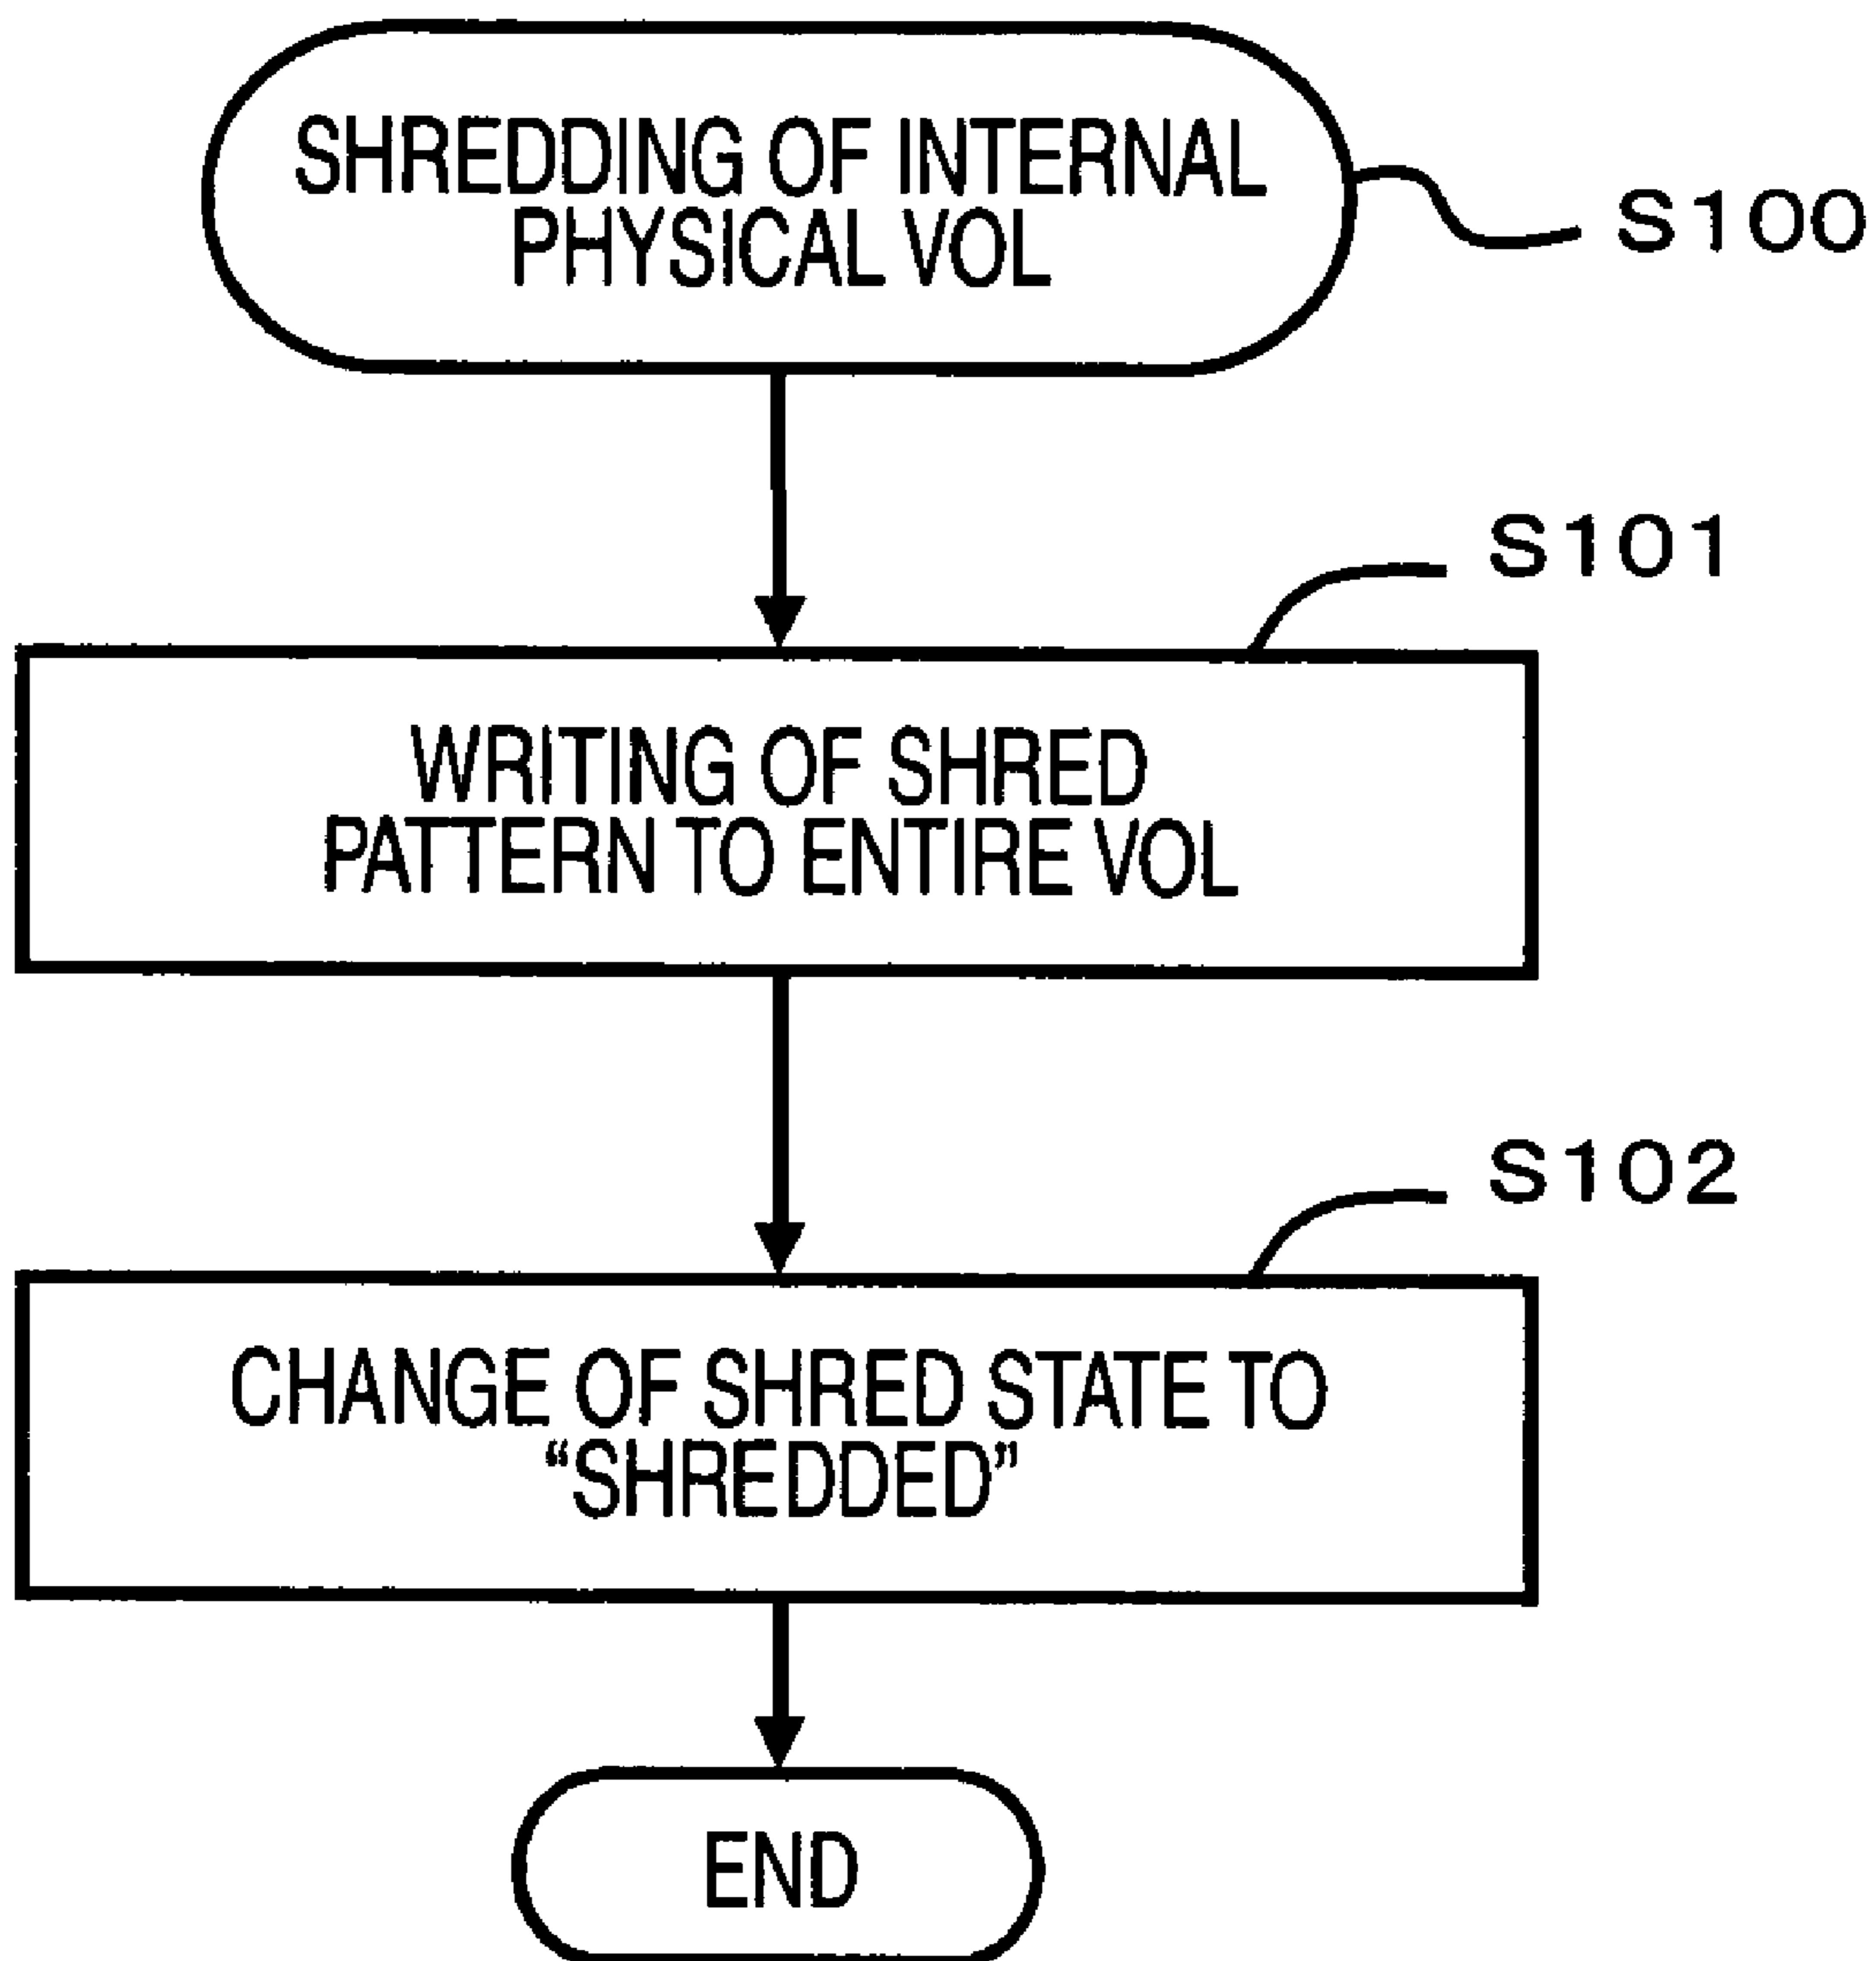 SHREDDING OF INTERNAL
PHYSICAL VOL
S100
S101
WRITING OF SHRED
PATTERN TO ENTIRE VOL
S102
CHANGE OF SHRED STATE TO
“SHREDDED”
END